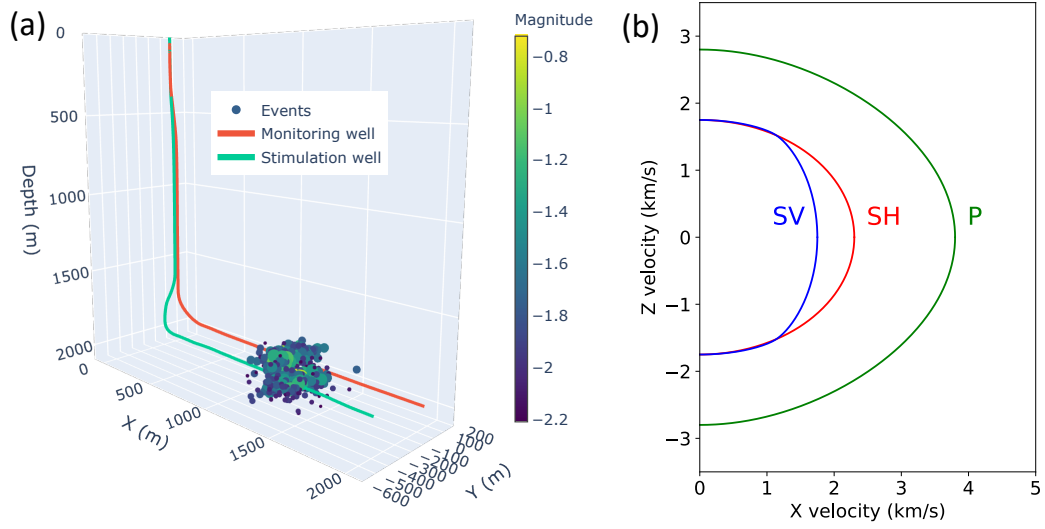 (a)
0
500
1000
1500
2000
Depth (m)
0
500
1000
1500
2000
X (m)
200
−600
Y (m)
Events
Monitoring well
Stimulation well
Magnitude
−0.8
−1
−1.2
−1.4
−1.6
−1.8
−2
−2.2
(b)
3
2
1
0
−1
−2
−3
Z velocity (km/s)
SV
SH
P
0
1
2
3
4
5
X velocity (km/s)